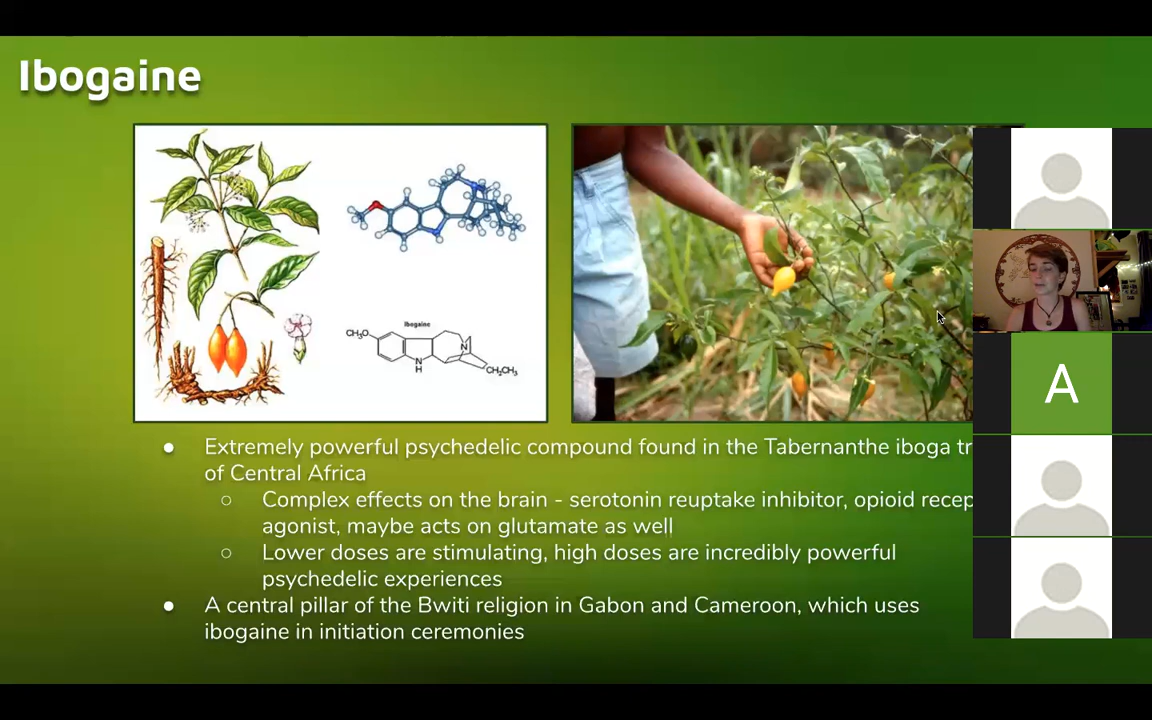 Ibogaine
ibogaine
CH₃O
N
N
H
CH₂CH₃
A
● Extremely powerful psychedelic compound found in the Tabernanthe iboga tr
of Central Africa
○ Complex effects on the brain - serotonin reuptake inhibitor, opioid recep
agonist, maybe acts on glutamate as well
○ Lower doses are stimulating, high doses are incredibly powerful
psychedelic experiences
● A central pillar of the Bwiti religion in Gabon and Cameroon, which uses
ibogaine in initiation ceremonies